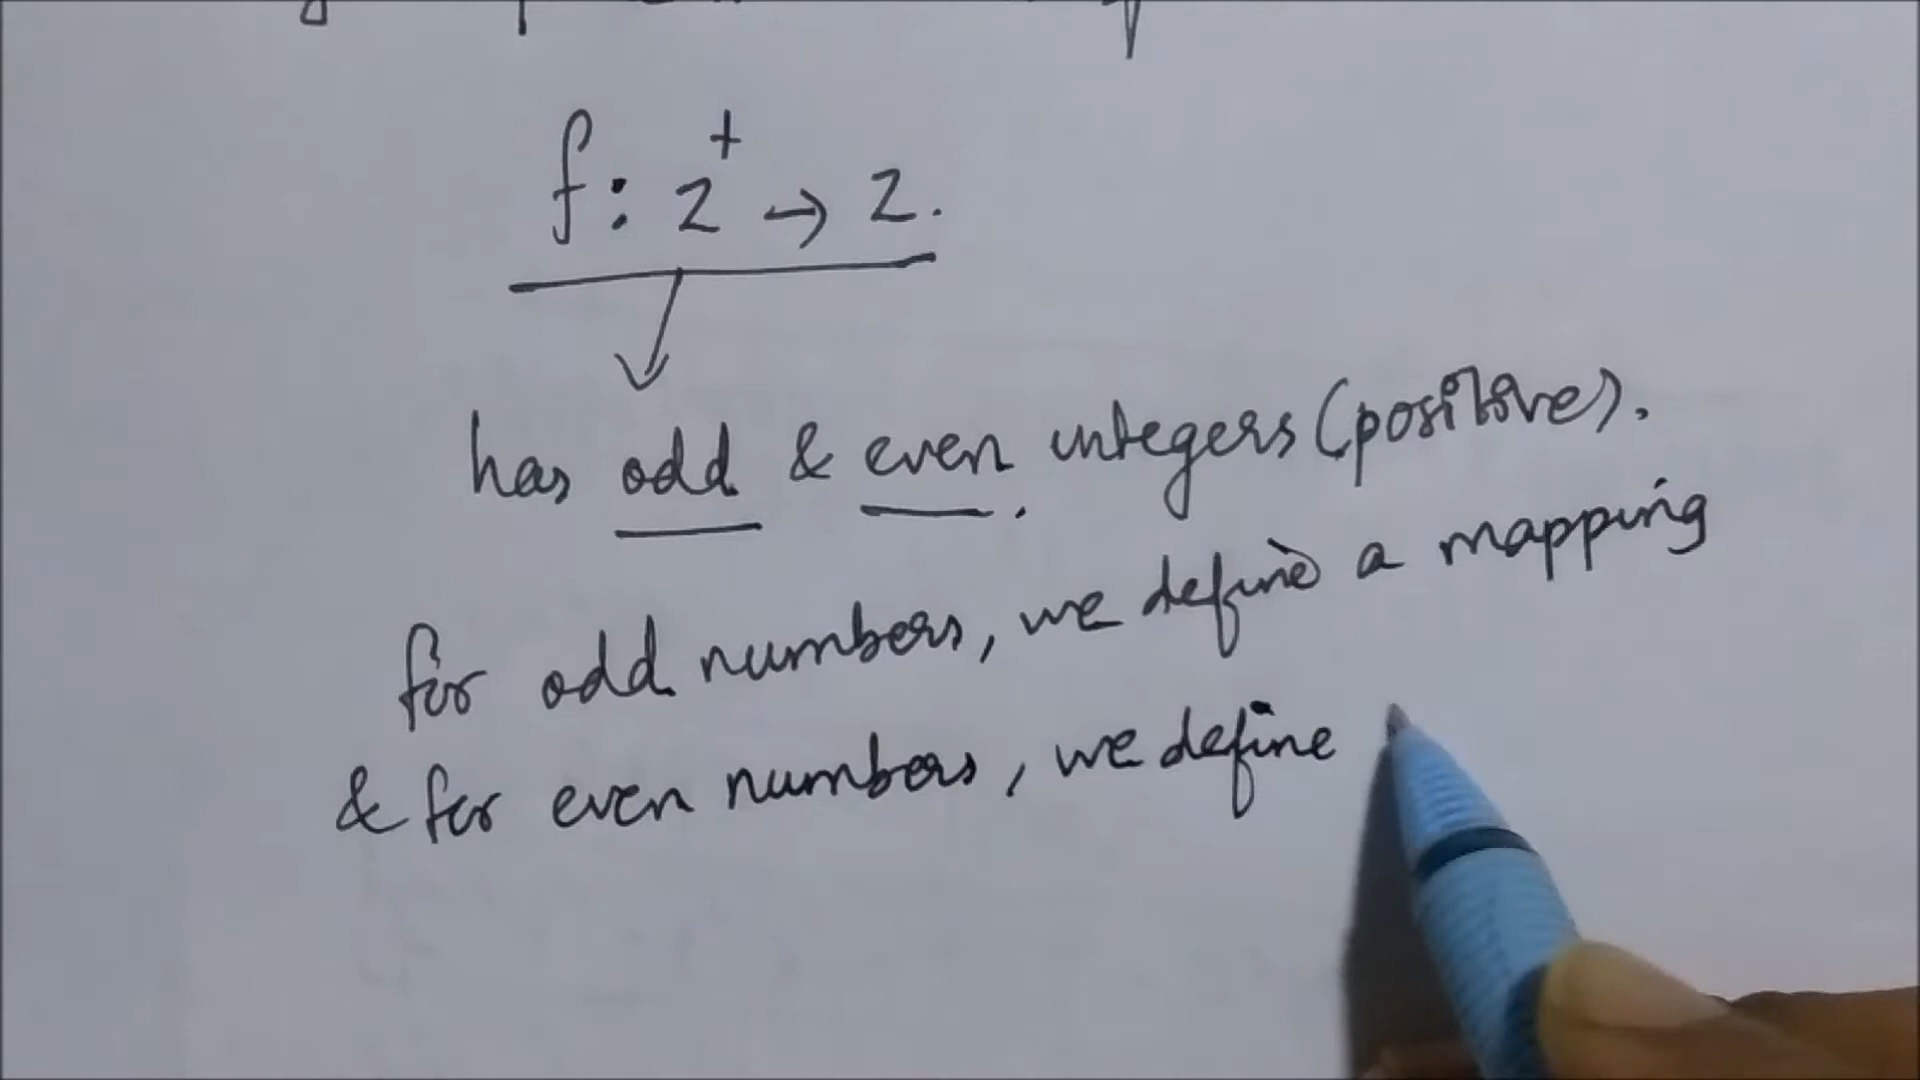 f: Z⁺ → Z.
has odd & even integers (positive).
for odd numbers, we define a mapping
& for even numbers, we define